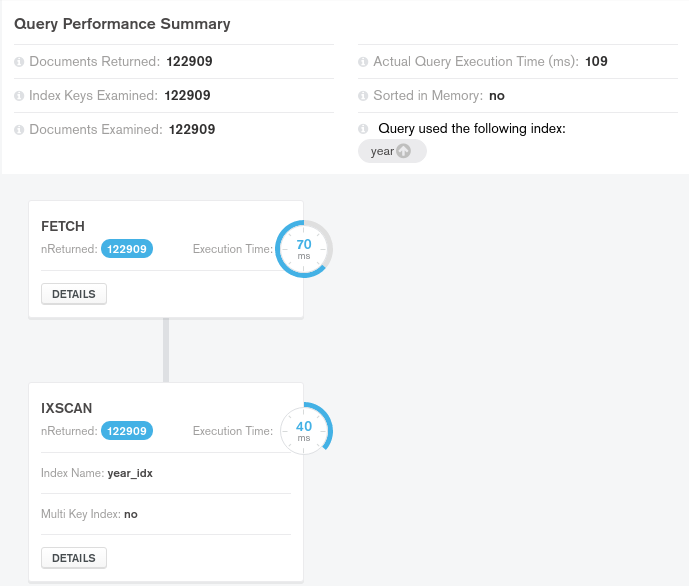 Query Performance Summary
Documents Returned: 122909
Index Keys Examined: 122909
Documents Examined: 122909
Actual Query Execution Time (ms): 109
Sorted in Memory: no
Query used the following index:
year
FETCH
nReturned: 122909 Execution Time: 70 ms
DETAILS
IXSCAN
nReturned: 122909 Execution Time: 40 ms
Index Name: year_idx
Multi Key Index: no
DETAILS